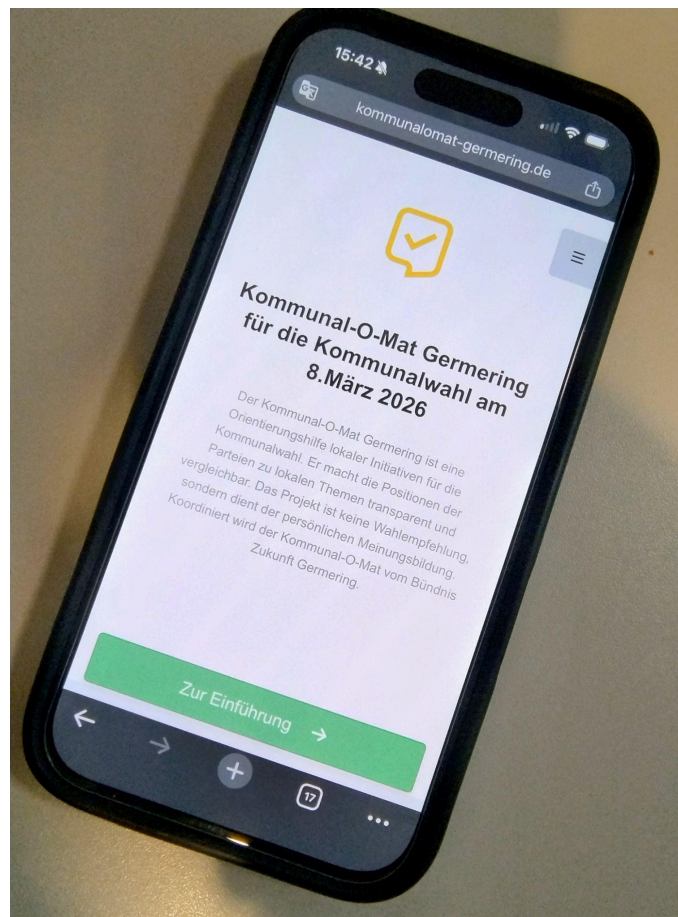 15:42
kommunalomat-germering.de
Kommunal-O-Mat Germering
für die Kommunalwahl am
8.März 2026
Der Kommunal-O-Mat Germering ist eine
Orientierungshilfe lokaler Initiativen für die
Kommunalwahl. Er macht die Positionen der
Parteien zu lokalen Themen transparent und
vergleichbar. Das Projekt ist keine Wahlempfehlung,
sondern dient der persönlichen Meinungsbildung.
Koordiniert wird der Kommunal-O-Mat vom Bündnis
Zukunft Germering.
Zur Einführung →
17